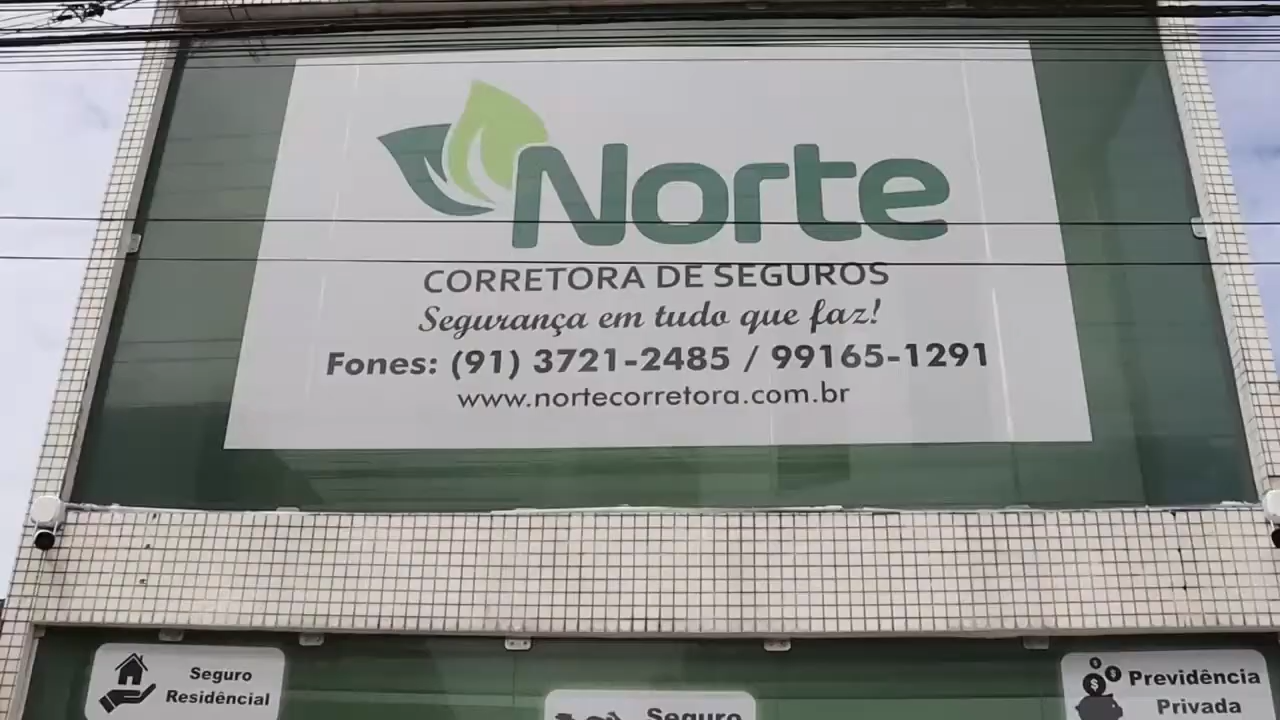 Norte
CORRETORA DE SEGUROS
Segurança em tudo que faz!
Fones: (91) 3721-2485 / 99165-1291
www.nortecorretora.com.br
Seguro
Residêncial
Seguro
Previdência
Privada